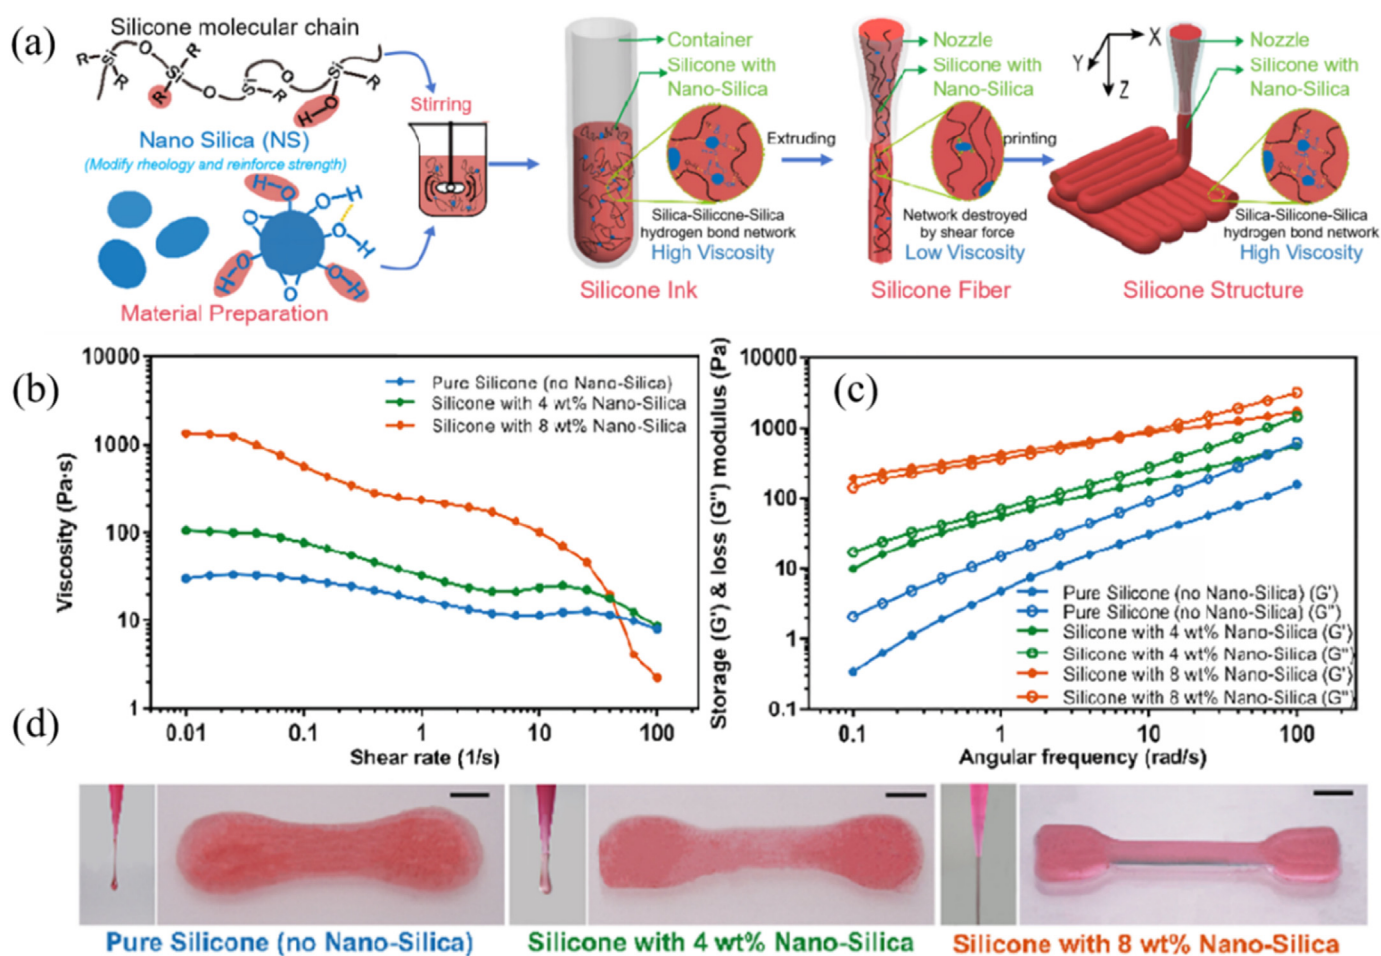 (a)
Silicone molecular chain
R Si R O R Si R O Si R O Si R O H
Nano Silica (NS)
(Modify rheology and reinforce strength)
H O O H O H O O H O H O
Material Preparation
Stirring
Container
Silicone with
Nano-Silica
Silica-Silicone-Silica
hydrogen bond network
High Viscosity
Silicone Ink
Extruding
Nozzle
Silicone with
Nano-Silica
Network destroyed
by shear force
Low Viscosity
Silicone Fiber
printing
X
Y
Z
Nozzle
Silicone with
Nano-Silica
Silica-Silicone-Silica
hydrogen bond network
High Viscosity
Silicone Structure
(b)
Viscosity (Pa·s)
10000
1000
100
10
1
Pure Silicone (no Nano-Silica)
Silicone with 4 wt% Nano-Silica
Silicone with 8 wt% Nano-Silica
0.01 0.1 1 10 100
Shear rate (1/s)
(c)
Storage (G') & loss (G'') modulus (Pa)
10000
1000
100
10
1
0.1
Pure Silicone (no Nano-Silica) (G')
Pure Silicone (no Nano-Silica) (G'')
Silicone with 4 wt% Nano-Silica (G')
Silicone with 4 wt% Nano-Silica (G'')
Silicone with 8 wt% Nano-Silica (G')
Silicone with 8 wt% Nano-Silica (G'')
0.1 1 10 100
Angular frequency (rad/s)
(d)
Pure Silicone (no Nano-Silica)
Silicone with 4 wt% Nano-Silica
Silicone with 8 wt% Nano-Silica